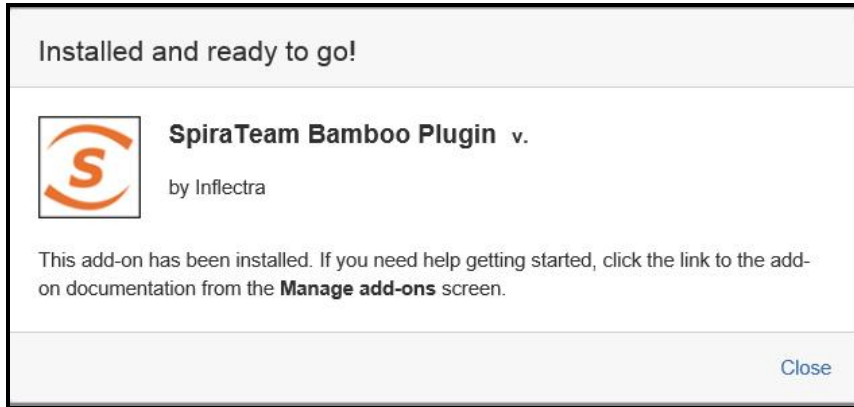 Installed and ready to go!
S
SpiraTeam Bamboo Plugin v.
by Inflectra
This add-on has been installed. If you need help getting started, click the link to the add-
on documentation from the Manage add-ons screen.
Close